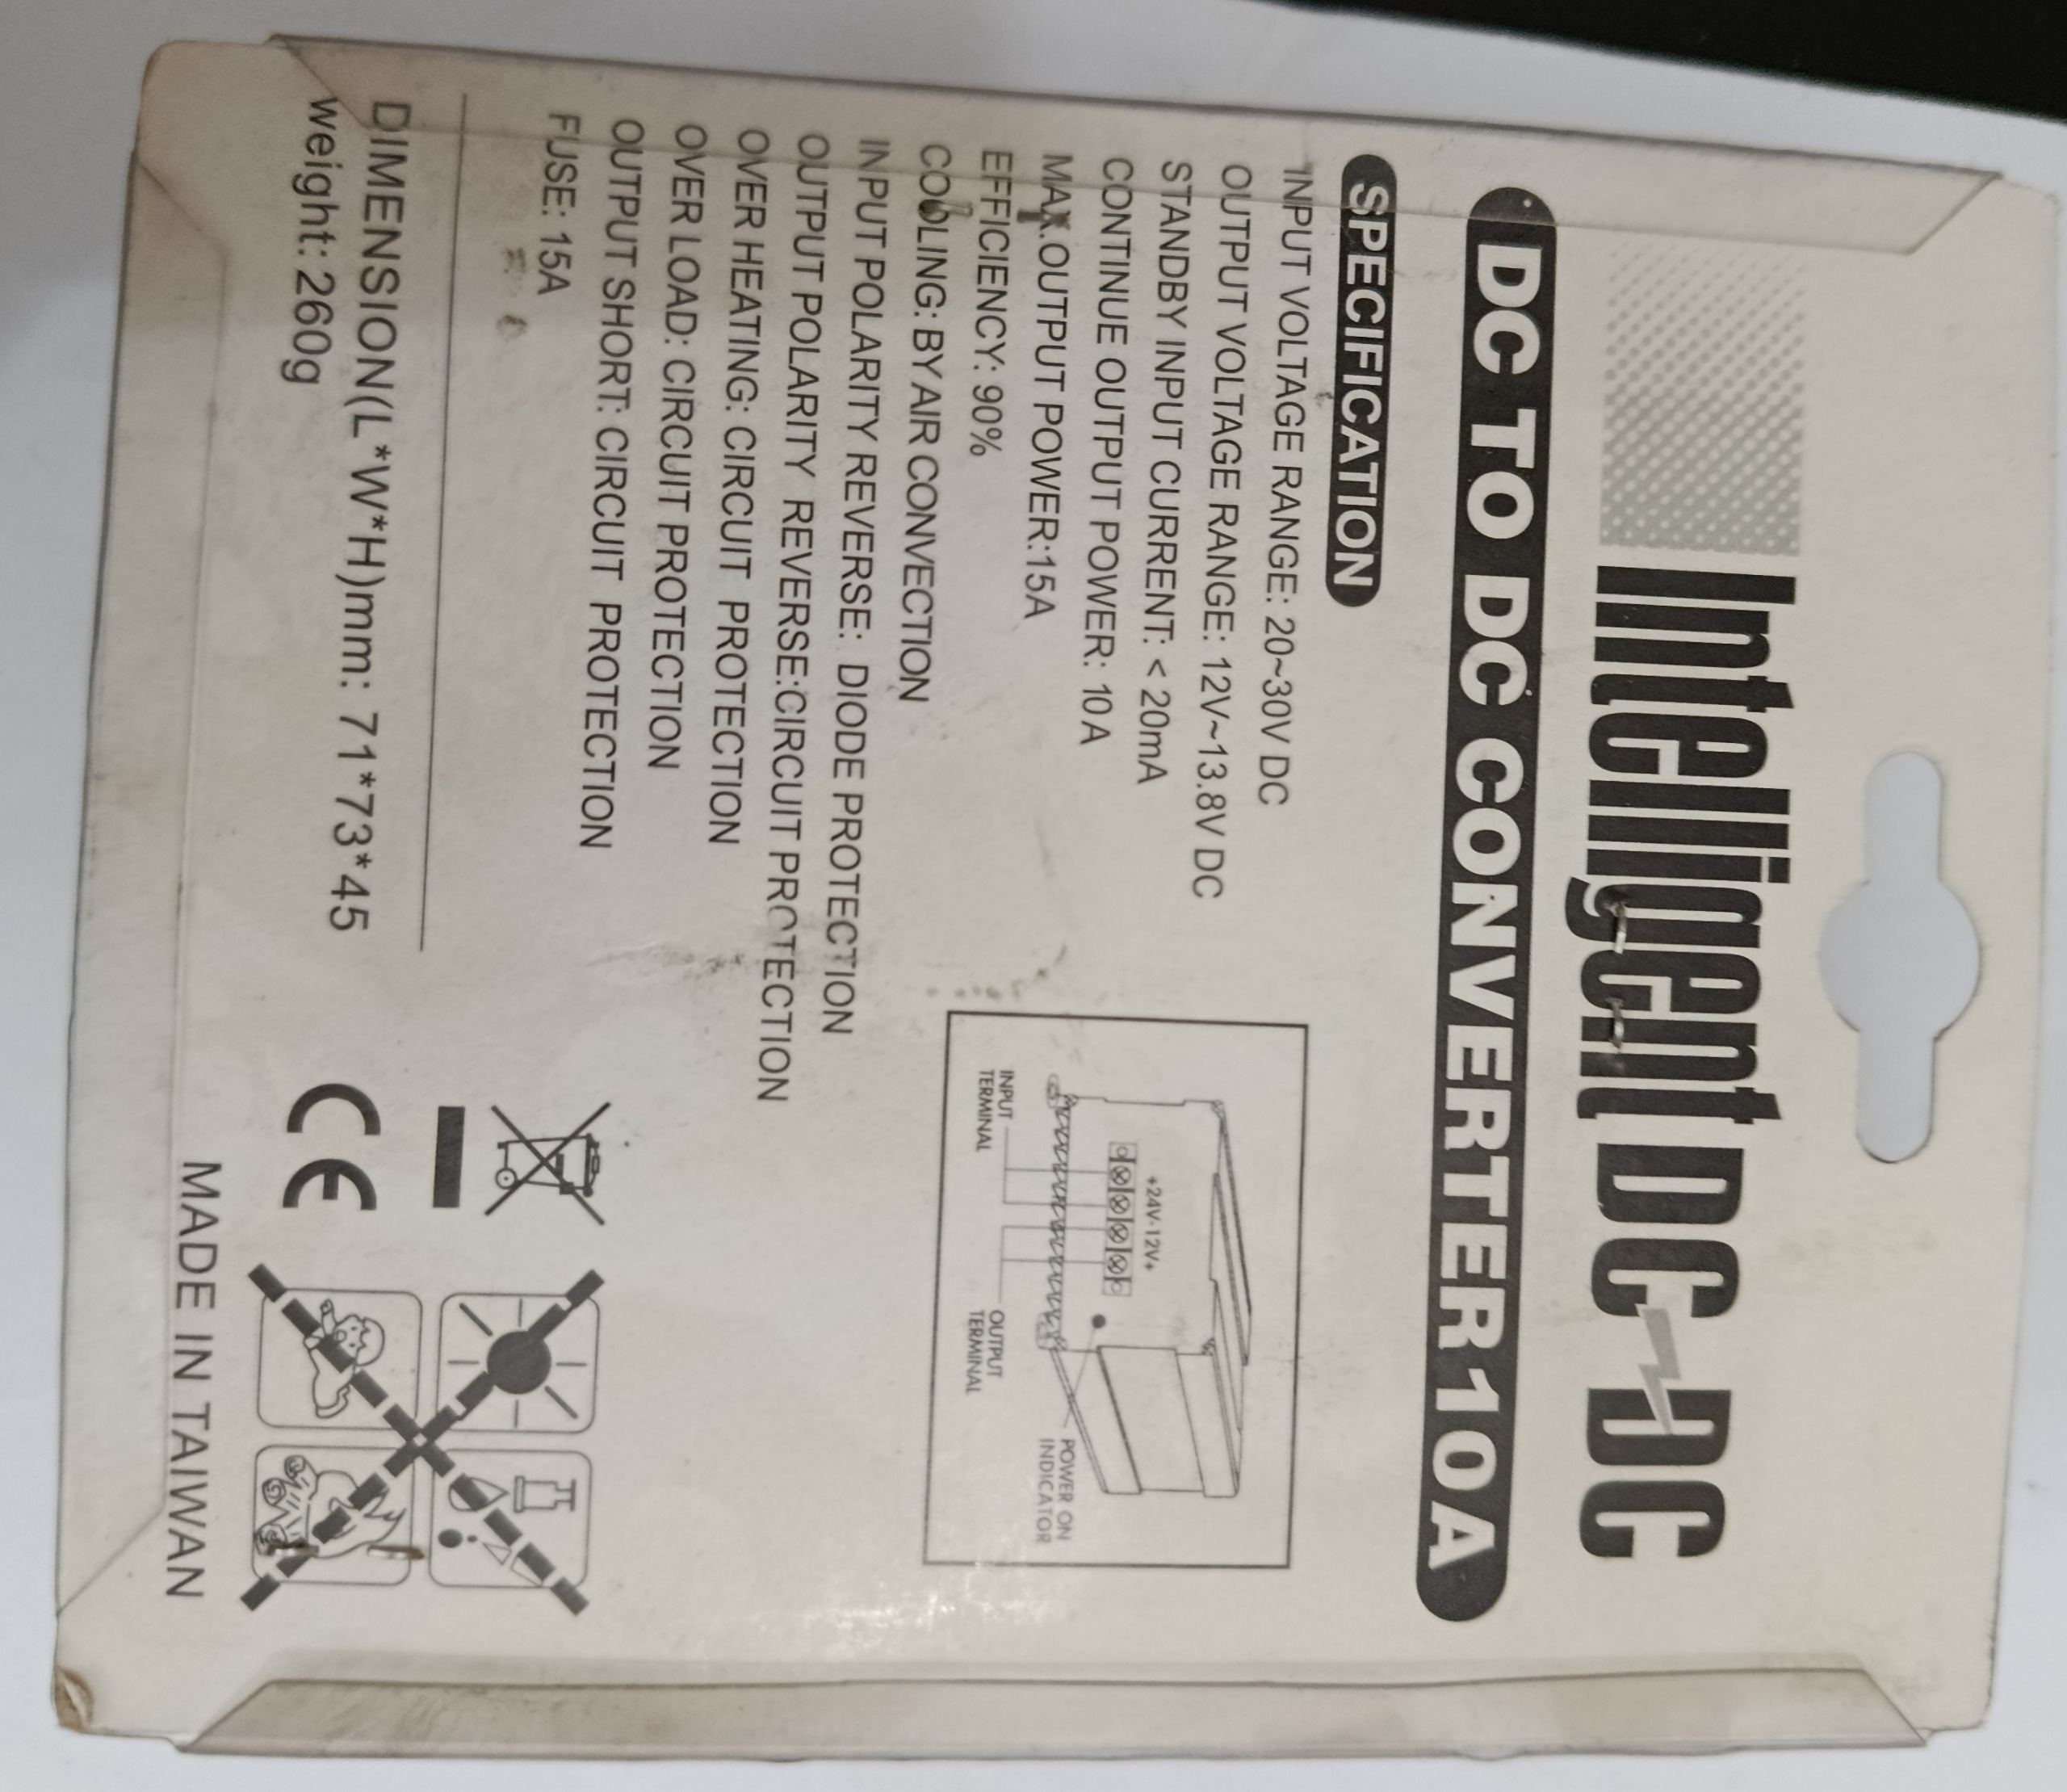 Intelligent DC DC
DC TO DC CONVERTER 10A
SPECIFICATION
INPUT VOLTAGE RANGE: 20~30V DC
OUTPUT VOLTAGE RANGE: 12V~13.8V DC
STANDBY INPUT CURRENT: < 20mA
CONTINUE OUTPUT POWER: 10A
MAX.OUTPUT POWER:15A
EFFICIENCY: 90%
COOLING: BY AIR CONVECTION
INPUT POLARITY REVERSE: DIODE PROTECTION
OUTPUT POLARITY REVERSE:CIRCUIT PROTECTION
OVER HEATING: CIRCUIT PROTECTION
OVER LOAD: CIRCUIT PROTECTION
OUTPUT SHORT: CIRCUIT PROTECTION
FUSE: 15A
DIMENSION(L*W*H)mm: 71*73*45
weight: 260g
+24V-12V+
INPUT
TERMINAL
OUTPUT
TERMINAL
POWER ON
INDICATOR
CE
MADE IN TAIWAN